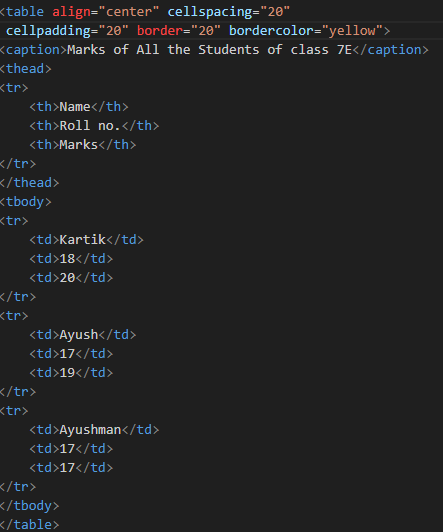 <table align="center" cellspacing="20"
cellpadding="20" border="20" bordercolor="yellow">
<caption>Marks of All the Students of class 7E</caption>
<thead>
<tr>
    <th>Name</th>
    <th>Roll no.</th>
    <th>Marks</th>
</tr>
</thead>
<tbody>
<tr>
    <td>Kartik</td>
    <td>18</td>
    <td>20</td>
</tr>
<tr>
    <td>Ayush</td>
    <td>17</td>
    <td>19</td>
</tr>
<tr>
    <td>Ayushman</td>
    <td>17</td>
    <td>17</td>
</tr>
</tbody>
</table>